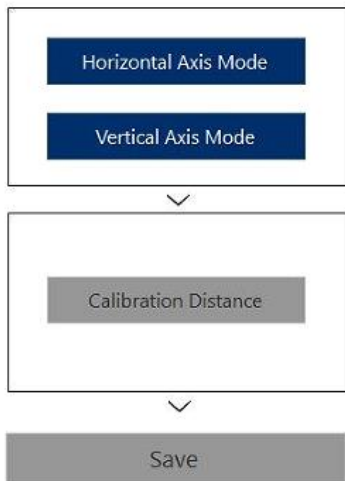 Horizontal Axis Mode
Vertical Axis Mode
Calibration Distance
Save